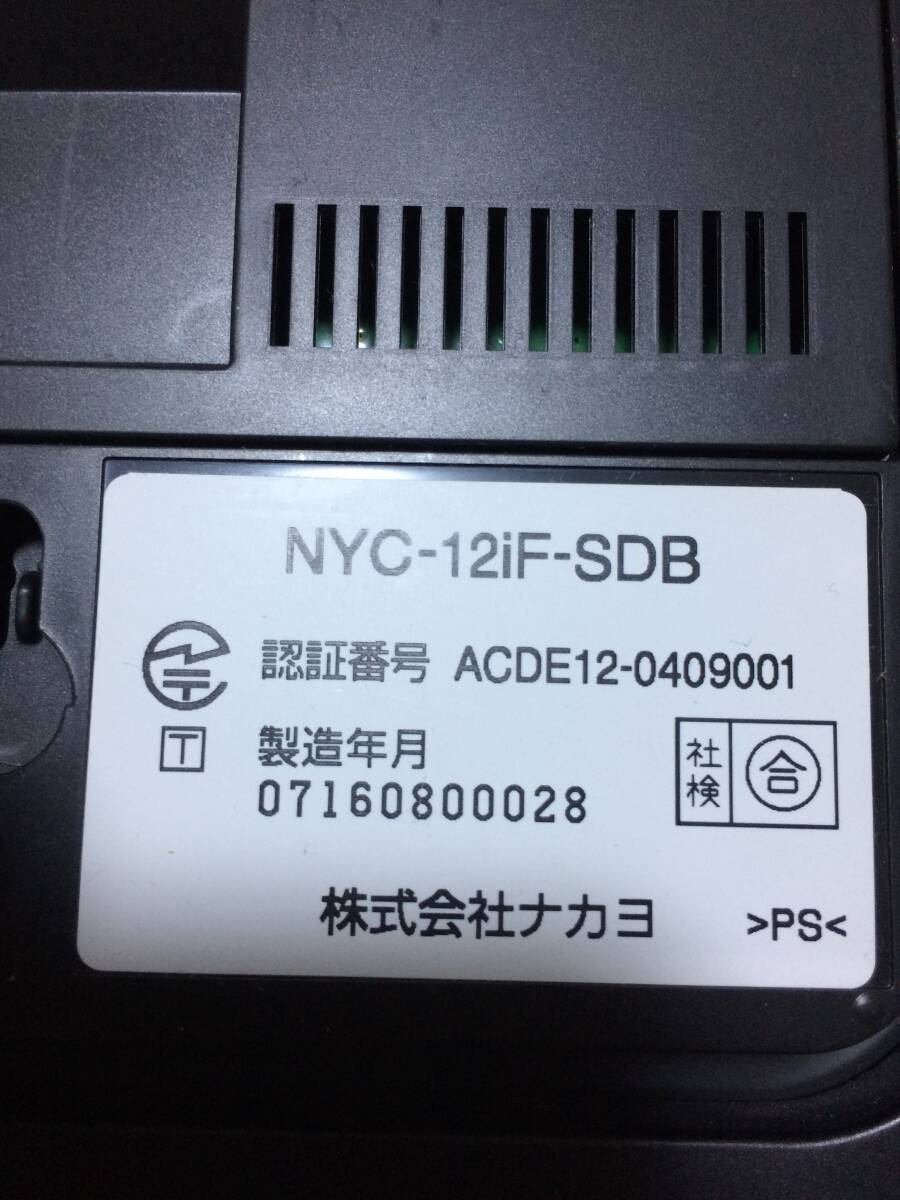 NYC-12iF-SDB
認証番号 ACDE12-0409001
T 製造年月
07160800028
社検 合
株式会社ナカヨ >PS<